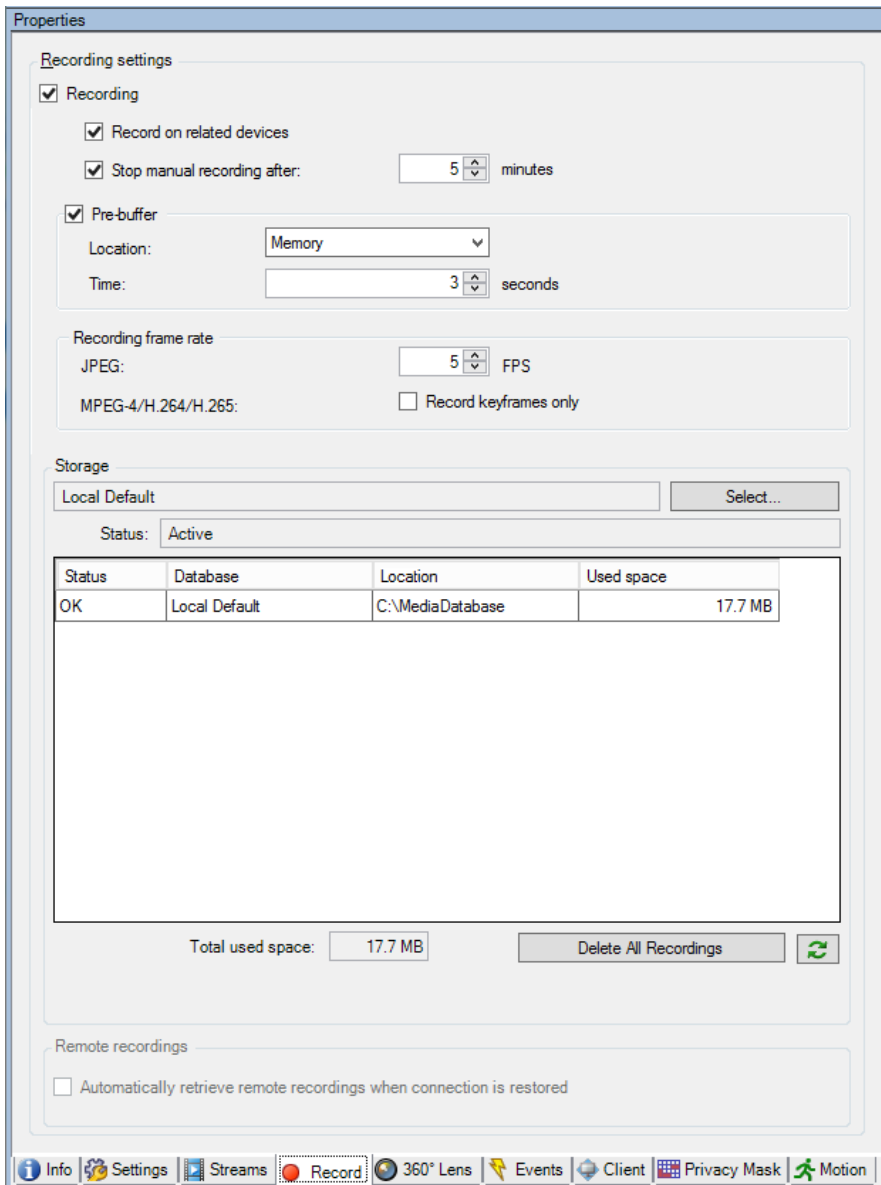 Properties
Recording settings
Recording
Record on related devices
Stop manual recording after: 5 minutes
Pre-buffer
Location: Memory
Time: 3 seconds
Recording frame rate
JPEG: 5 FPS
MPEG-4/H.264/H.265: Record keyframes only
Storage
Local Default Select...
Status: Active
Status Database Location Used space
OK Local Default C:\MediaDatabase 17.7 MB
Total used space: 17.7 MB Delete All Recordings
Remote recordings
Automatically retrieve remote recordings when connection is restored
Info Settings Streams Record 360° Lens Events Client Privacy Mask Motion